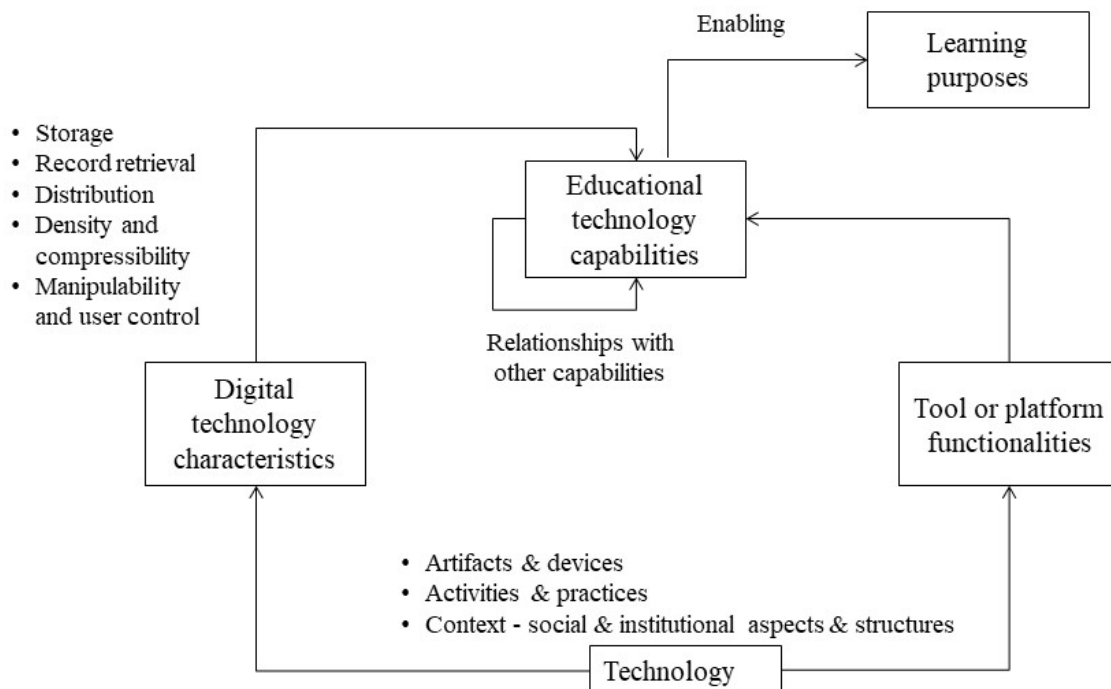 Enabling
Learning
purposes
• Storage
• Record retrieval
• Distribution
• Density and
compressibility
• Manipulability
and user control
Educational
technology
capabilities
Relationships with
other capabilities
Digital
technology
characteristics
Tool or platform
functionalities
• Artifacts & devices
• Activities & practices
• Context - social & institutional aspects & structures
Technology